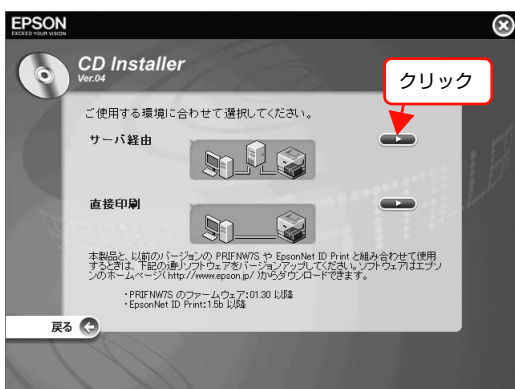 EPSON
EXCEED YOUR VISION
CD Installer
Ver.04
クリック
ご使用する環境に合わせて選択してください。
サーバ経由
直接印刷
本製品と、以前のバージョンの PRIFNW7S や EpsonNet ID Print と組み合わせて使用
するときは、下記の通りソフトウェアをバージョンアップしてください。ソフトウェアはエプソ
ンのホームページ(http://www.epson.jp/)からダウンロードできます。
・PRIFNW7S のファームウェア:01.30 以降
・EpsonNet ID Print:1.5b 以降
戻る